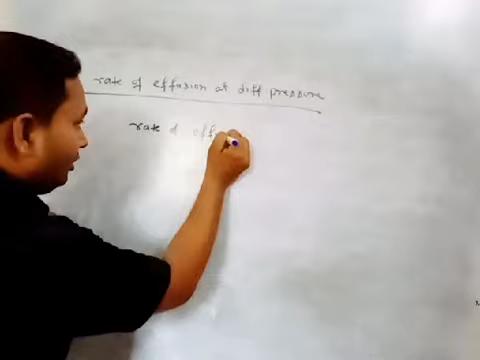 rate of effusion at diff pressure
rate of eff